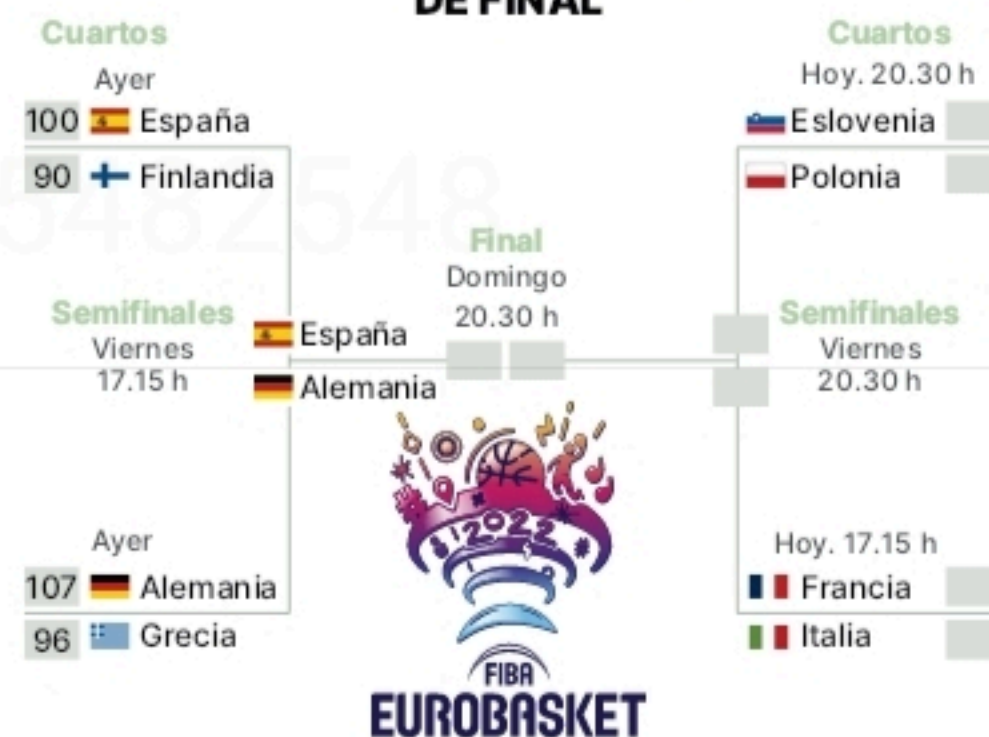 DE FINAL
Cuartos
Ayer
100 España
90 Finlandia
Semifinales
Viernes
17.15 h
España
Alemania
Ayer
107 Alemania
96 Grecia
Final
Domingo
20.30 h
Cuartos
Hoy. 20.30 h
Eslovenia
Polonia
Semifinales
Viernes
20.30 h
Hoy. 17.15 h
Francia
Italia
2022
FIBA
EUROBASKET
5482548